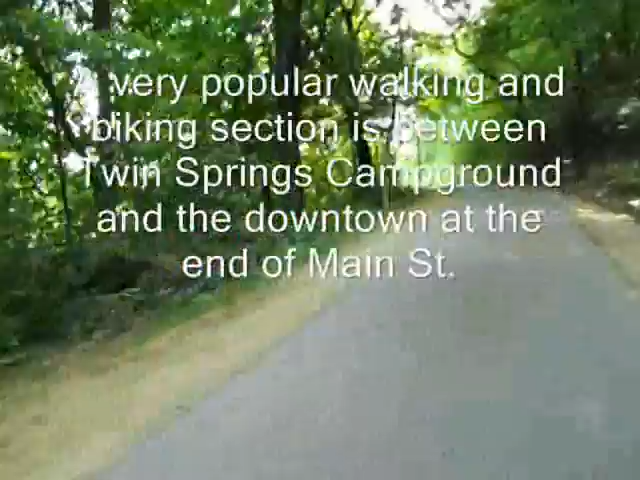 A very popular walking and
biking section is between
Twin Springs Campground
and the downtown at the
end of Main St.